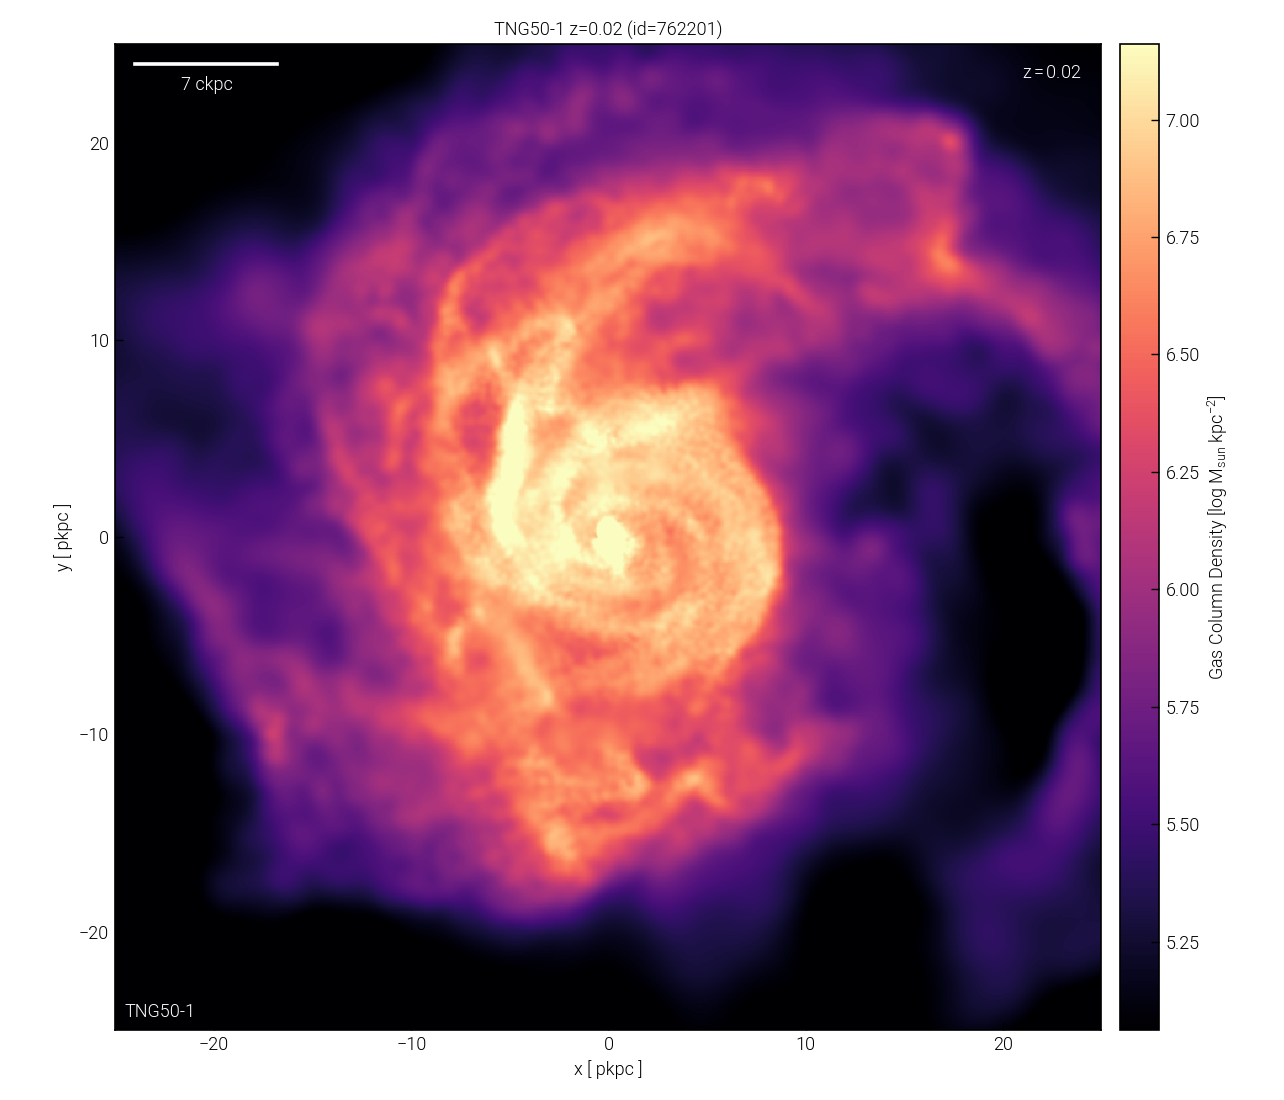 TNG50-1 z=0.02 (id=762201)
7 ckpc
z=0.02
TNG50-1
20
10
0
−10
−20
y [ pkpc ]
−20
−10
0
10
20
x [ pkpc ]
7.00
6.75
6.50
6.25
6.00
5.75
5.50
5.25
Gas Column Density [log M_sun kpc⁻²]